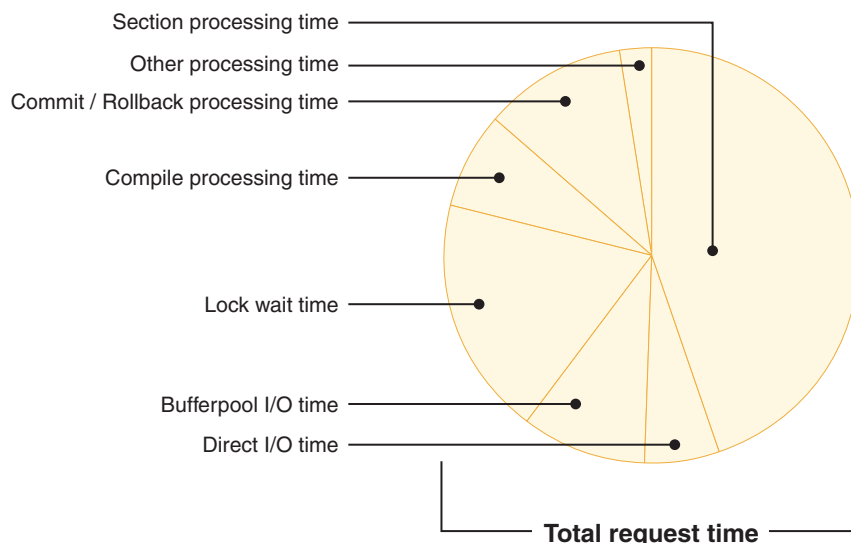 Section processing time
Other processing time
Commit / Rollback processing time
Compile processing time
Lock wait time
Bufferpool I/O time
Direct I/O time
Total request time